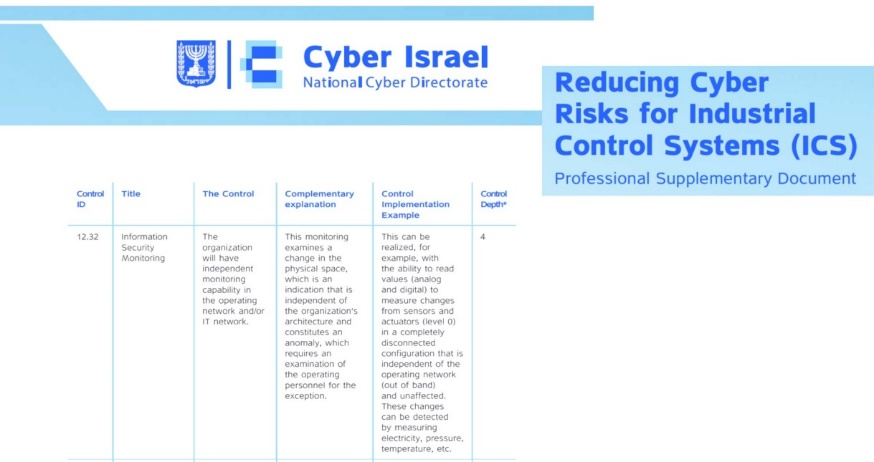 Cyber Israel
National Cyber Directorate
Reducing Cyber
Risks for Industrial
Control Systems (ICS)
Professional Supplementary Document
Control
ID
Title
The Control
Complementary
explanation
Control
Implementation
Example
Control
Depth*
12.32
Information
Security
Monitoring
The
organization
will have
independent
monitoring
capability in
the operating
network and/or
IT network.
This monitoring
examines a
change in the
physical space,
which is an
indication that is
independent of
the organization's
architecture and
constitutes an
anomaly, which
requires an
examination of
the operating
personnel for the
exception.
This can be
realized, for
example, with
the ability to read
values (analog
and digital) to
measure changes
from sensors and
actuators (level 0)
in a completely
disconnected
configuration that is
independent of the
operating network
(out of band)
and unaffected.
These changes
can be detected
by measuring
electricity, pressure,
temperature, etc.
4